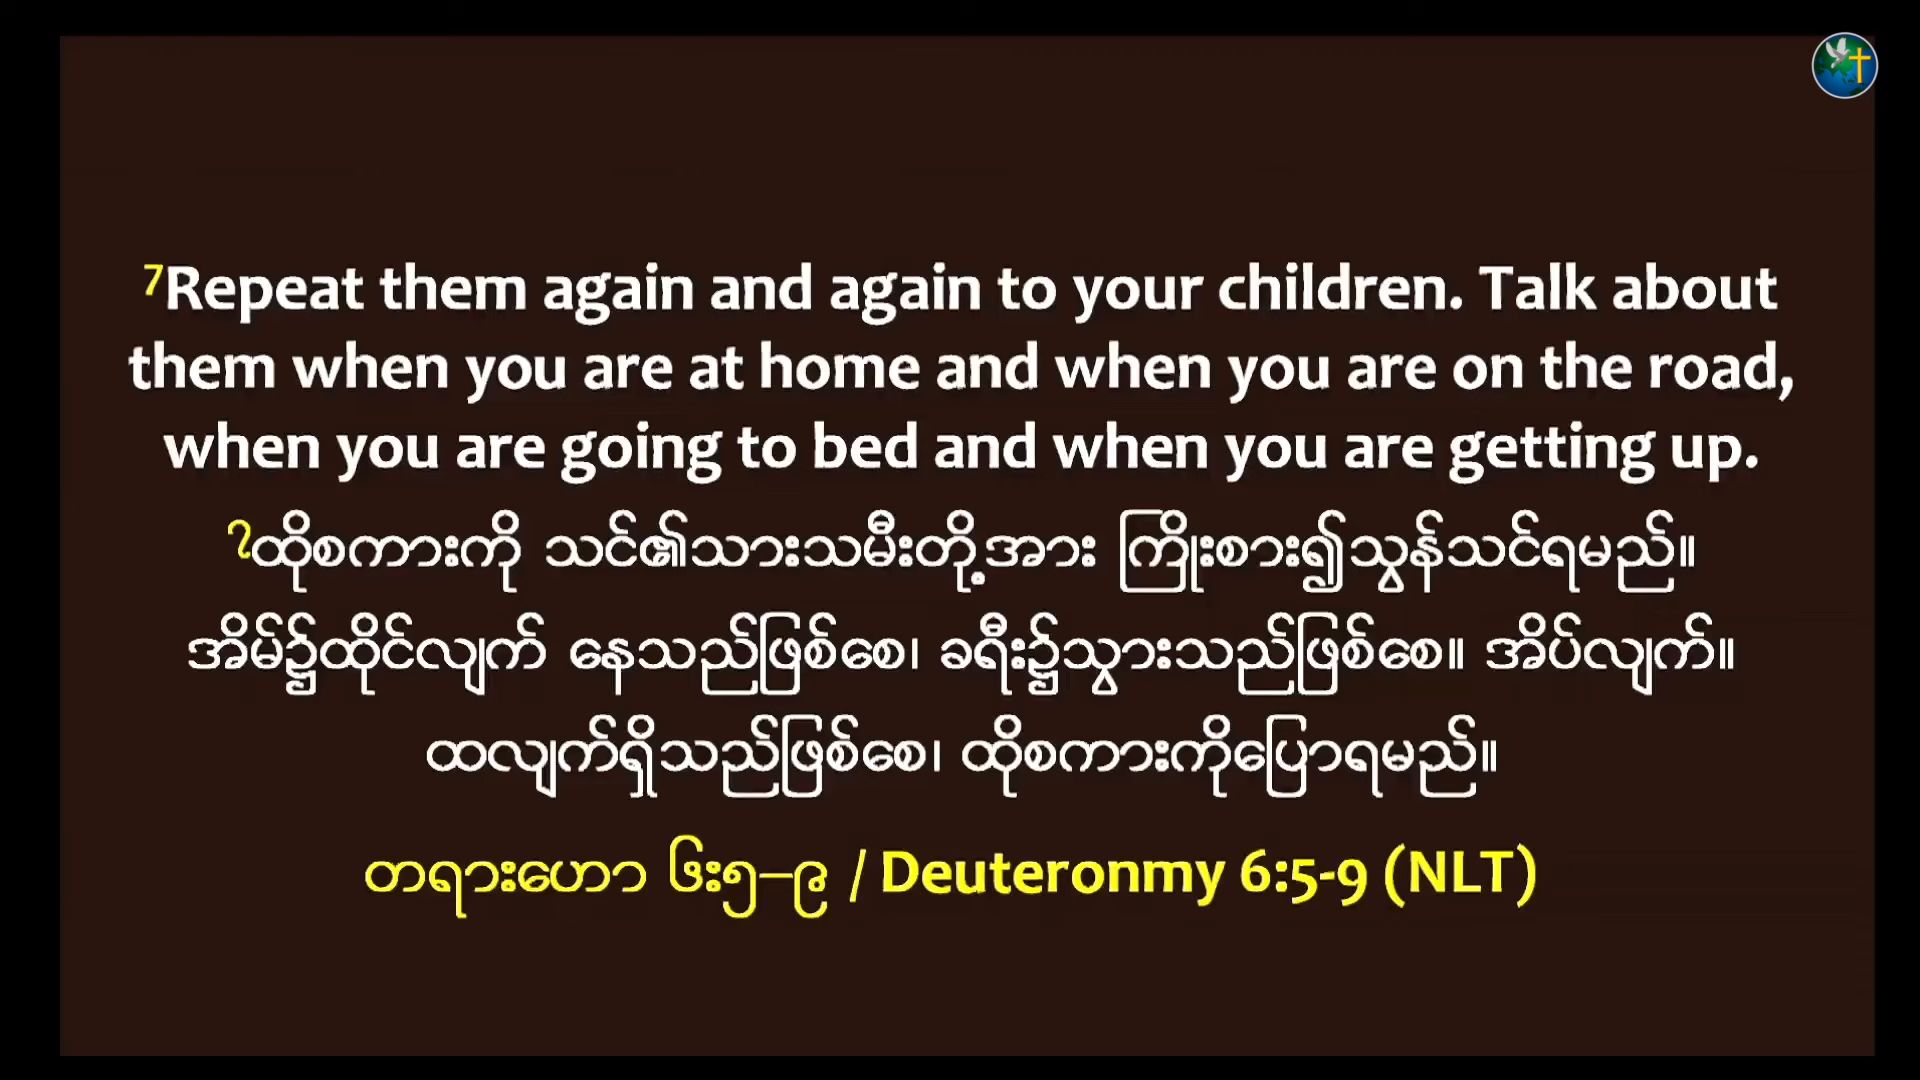 7Repeat them again and again to your children. Talk about
them when you are at home and when you are on the road,
when you are going to bed and when you are getting up.
၇ထိုစကားကို သင်၏သားသမီးတို့အား ကြိုးစား၍သွန်သင်ရမည်။
အိမ်၌ထိုင်လျက် နေသည်ဖြစ်စေ၊ ခရီး၌သွားသည်ဖြစ်စေ။ အိပ်လျက်။
ထလျက်ရှိသည်ဖြစ်စေ၊ ထိုစကားကိုပြောရမည်။
တရားဟော ၆း၅–၉ / Deuteronmy 6:5-9 (NLT)